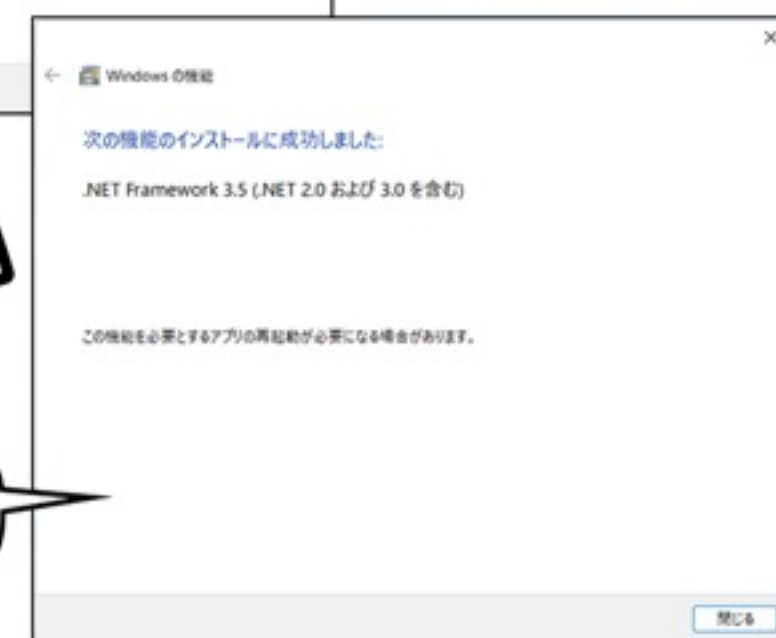 Windows の機能
次の機能のインストールに成功しました:
.NET Framework 3.5 (.NET 2.0 および 3.0 を含む)
この機能を必要とするアプリの再起動が必要になる場合があります。
閉じる